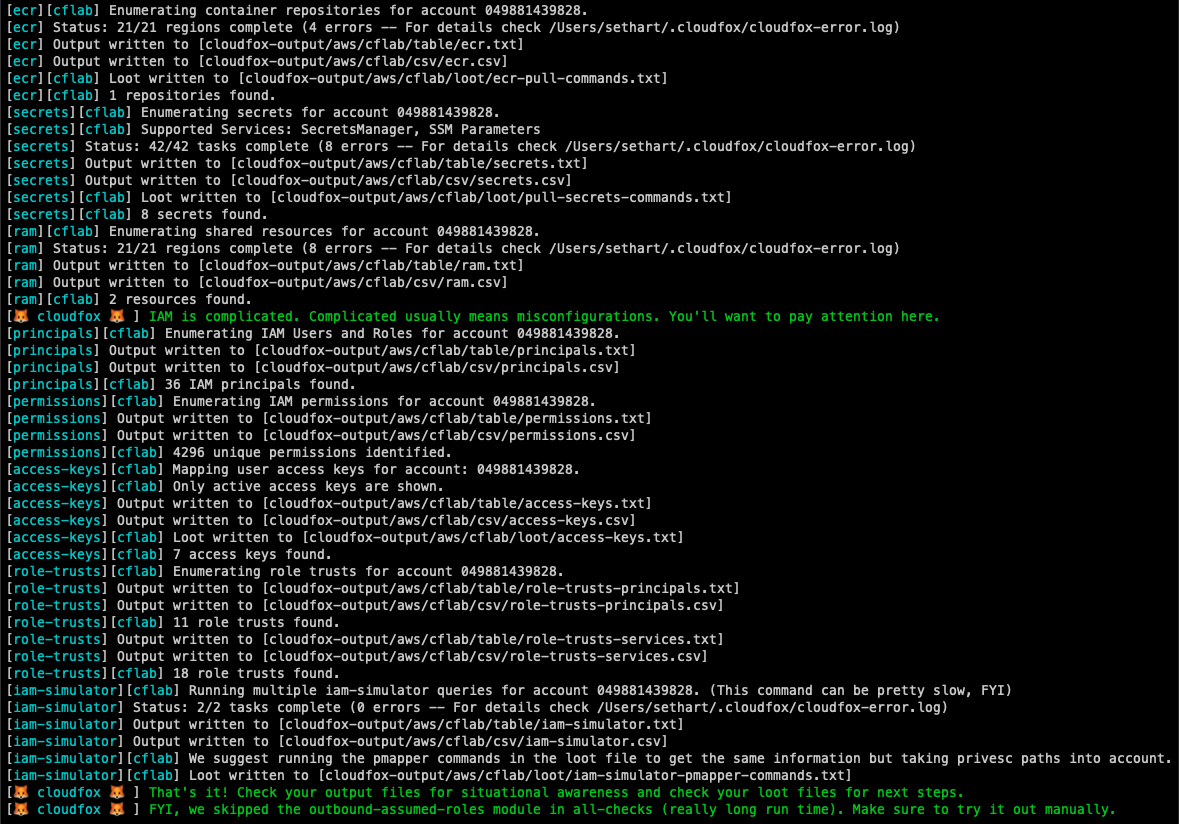 [ecr][cflab] Enumerating container repositories for account 049881439828.
[ecr] Status: 21/21 regions complete (4 errors -- For details check /Users/sethart/.cloudfox/cloudfox-error.log)
[ecr] Output written to [cloudfox-output/aws/cflab/table/ecr.txt]
[ecr] Output written to [cloudfox-output/aws/cflab/csv/ecr.csv]
[ecr][cflab] Loot written to [cloudfox-output/aws/cflab/loot/ecr-pull-commands.txt]
[ecr][cflab] 1 repositories found.
[secrets][cflab] Enumerating secrets for account 049881439828.
[secrets][cflab] Supported Services: SecretsManager, SSM Parameters
[secrets] Status: 42/42 tasks complete (8 errors -- For details check /Users/sethart/.cloudfox/cloudfox-error.log)
[secrets] Output written to [cloudfox-output/aws/cflab/table/secrets.txt]
[secrets] Output written to [cloudfox-output/aws/cflab/csv/secrets.csv]
[secrets][cflab] Loot written to [cloudfox-output/aws/cflab/loot/pull-secrets-commands.txt]
[secrets][cflab] 8 secrets found.
[ram][cflab] Enumerating shared resources for account 049881439828.
[ram] Status: 21/21 regions complete (8 errors -- For details check /Users/sethart/.cloudfox/cloudfox-error.log)
[ram] Output written to [cloudfox-output/aws/cflab/table/ram.txt]
[ram] Output written to [cloudfox-output/aws/cflab/csv/ram.csv]
[ram][cflab] 2 resources found.
[🦊 cloudfox 🦊 ] IAM is complicated. Complicated usually means misconfigurations. You'll want to pay attention here.
[principals][cflab] Enumerating IAM Users and Roles for account 049881439828.
[principals] Output written to [cloudfox-output/aws/cflab/table/principals.txt]
[principals] Output written to [cloudfox-output/aws/cflab/csv/principals.csv]
[principals][cflab] 36 IAM principals found.
[permissions][cflab] Enumerating IAM permissions for account 049881439828.
[permissions] Output written to [cloudfox-output/aws/cflab/table/permissions.txt]
[permissions] Output written to [cloudfox-output/aws/cflab/csv/permissions.csv]
[permissions][cflab] 4296 unique permissions identified.
[access-keys][cflab] Mapping user access keys for account: 049881439828.
[access-keys][cflab] Only active access keys are shown.
[access-keys] Output written to [cloudfox-output/aws/cflab/table/access-keys.txt]
[access-keys] Output written to [cloudfox-output/aws/cflab/csv/access-keys.csv]
[access-keys][cflab] Loot written to [cloudfox-output/aws/cflab/loot/access-keys.txt]
[access-keys][cflab] 7 access keys found.
[role-trusts][cflab] Enumerating role trusts for account 049881439828.
[role-trusts] Output written to [cloudfox-output/aws/cflab/table/role-trusts-principals.txt]
[role-trusts] Output written to [cloudfox-output/aws/cflab/csv/role-trusts-principals.csv]
[role-trusts][cflab] 11 role trusts found.
[role-trusts] Output written to [cloudfox-output/aws/cflab/table/role-trusts-services.txt]
[role-trusts] Output written to [cloudfox-output/aws/cflab/csv/role-trusts-services.csv]
[role-trusts][cflab] 18 role trusts found.
[iam-simulator][cflab] Running multiple iam-simulator queries for account 049881439828. (This command can be pretty slow, FYI)
[iam-simulator] Status: 2/2 tasks complete (0 errors -- For details check /Users/sethart/.cloudfox/cloudfox-error.log)
[iam-simulator] Output written to [cloudfox-output/aws/cflab/table/iam-simulator.txt]
[iam-simulator] Output written to [cloudfox-output/aws/cflab/csv/iam-simulator.csv]
[iam-simulator][cflab] We suggest running the pmapper commands in the loot file to get the same information but taking privesc paths into account.
[iam-simulator][cflab] Loot written to [cloudfox-output/aws/cflab/loot/iam-simulator-pmapper-commands.txt]
[🦊 cloudfox 🦊 ] That's it! Check your output files for situational awareness and check your loot files for next steps.
[🦊 cloudfox 🦊 ] FYI, we skipped the outbound-assumed-roles module in all-checks (really long run time). Make sure to try it out manually.